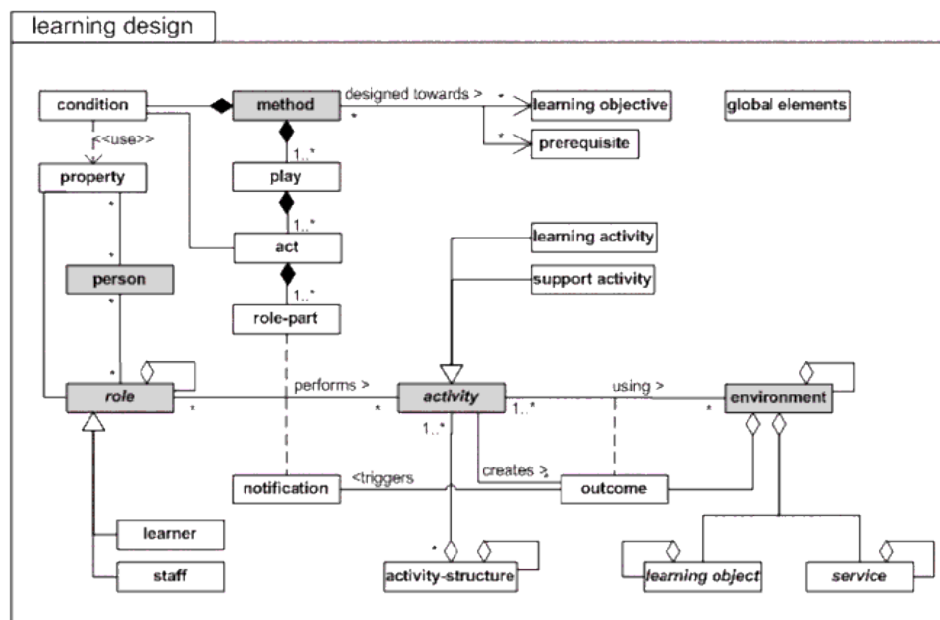 learning design
condition
method
designed towards >
learning objective
global elements
*
*
<<use>>
1..*
*
prerequisite
property
play
*
1..*
learning activity
act
*
person
support activity
*
1..*
role-part
*
role
performs >
activity
using >
environment
*
*
1..*
*
1..*
creates >
*
notification
<triggers
outcome
learner
*
staff
activity-structure
learning object
service